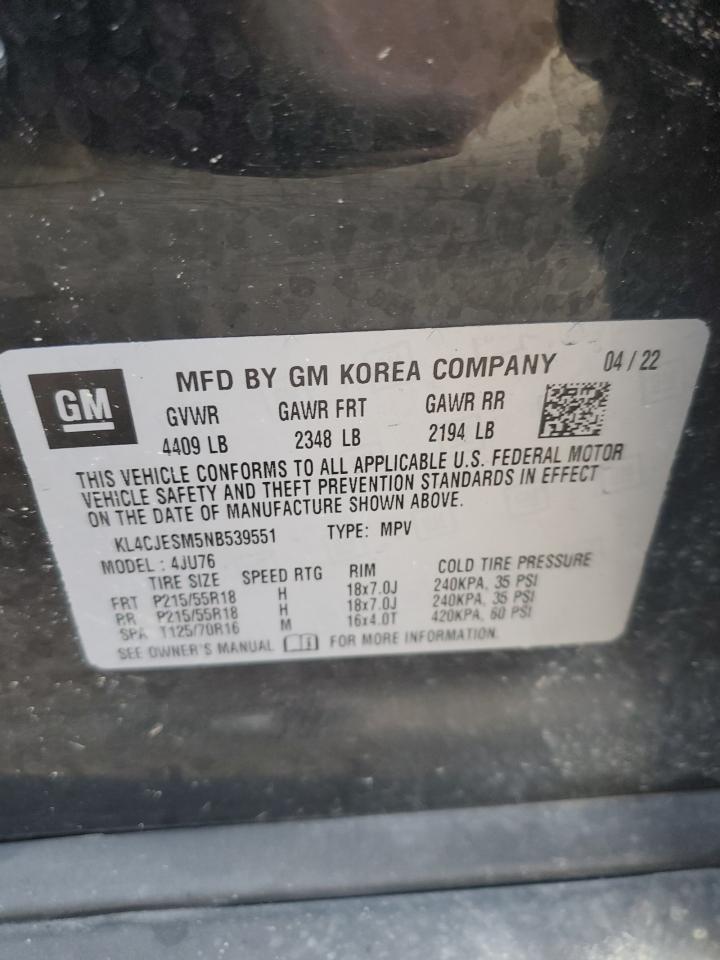 GM
MFD BY GM KOREA COMPANY 04 / 22
GVWR GAWR FRT GAWR RR
4409 LB 2348 LB 2194 LB
THIS VEHICLE CONFORMS TO ALL APPLICABLE U.S. FEDERAL MOTOR
VEHICLE SAFETY AND THEFT PREVENTION STANDARDS IN EFFECT
ON THE DATE OF MANUFACTURE SHOWN ABOVE.
KL4CJESM5NB539551 TYPE: MPV
MODEL : 4JU76
TIRE SIZE SPEED RTG RIM COLD TIRE PRESSURE
FRT P215/55R18 H 18x7.0J 240KPA, 35 PSI
RR P215/55R18 H 18x7.0J 240KPA, 35 PSI
SPA T125/70R16 M 16x4.0T 420KPA, 60 PSI
SEE OWNER'S MANUAL FOR MORE INFORMATION.